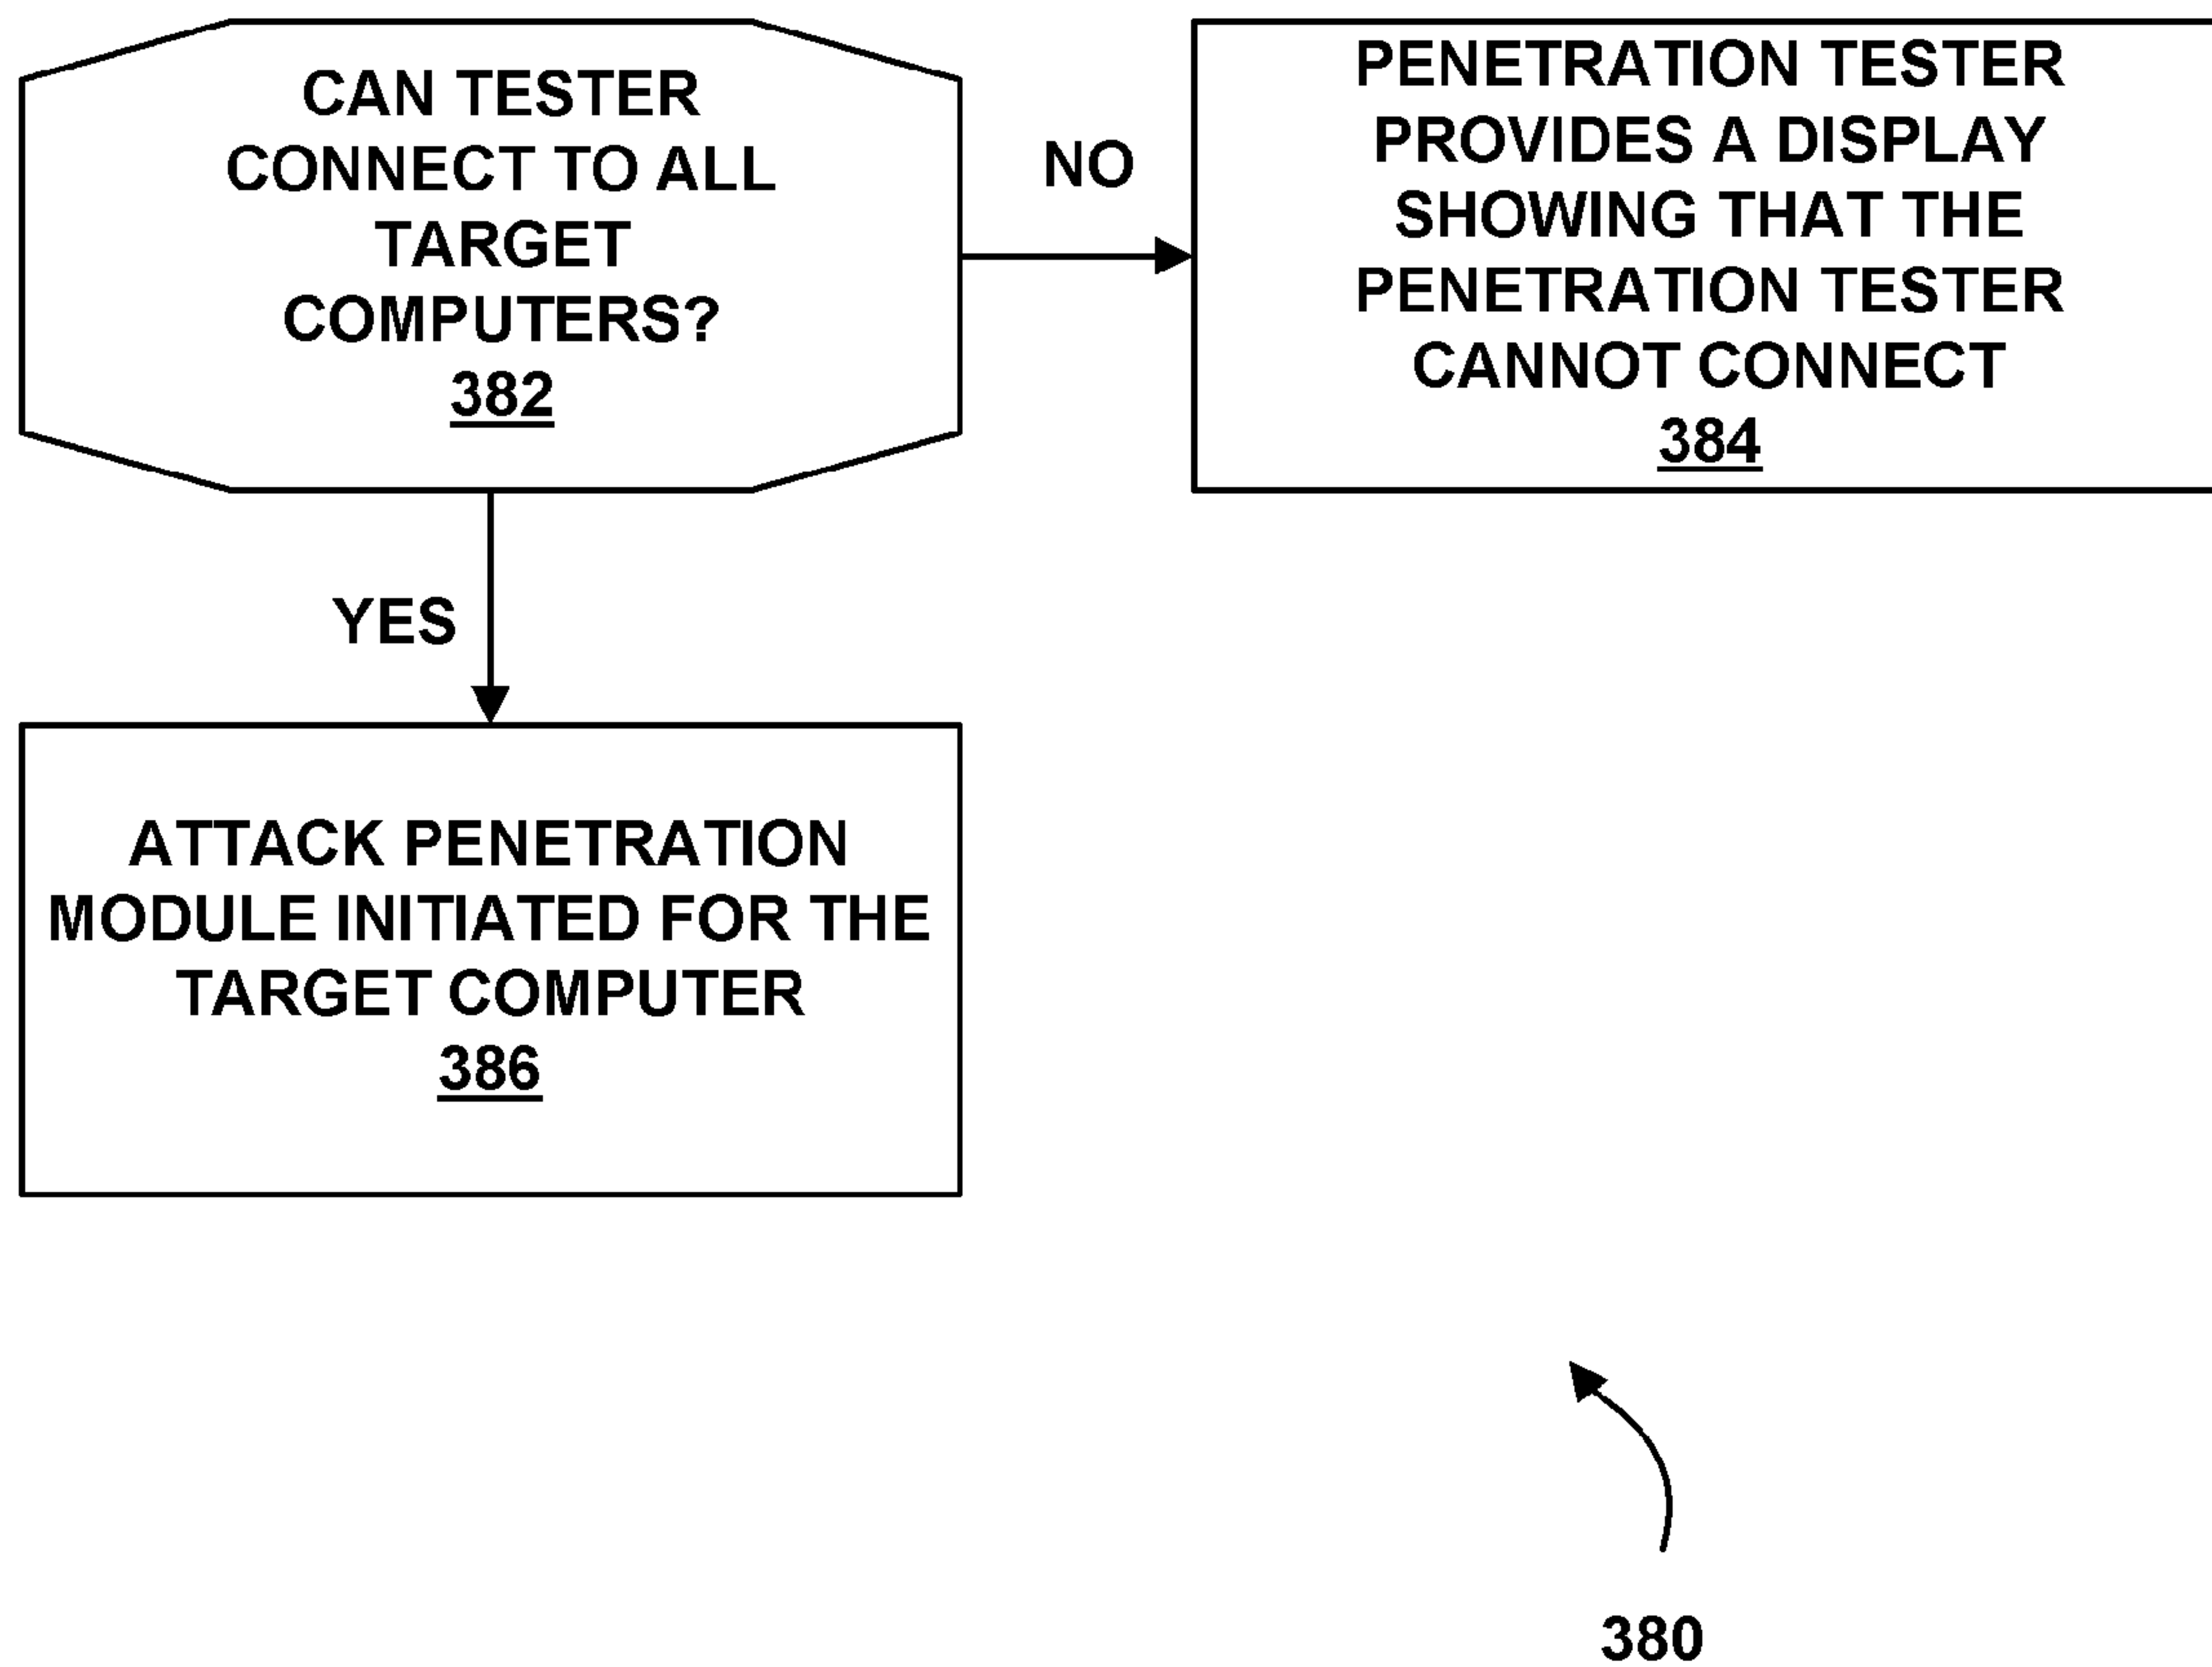 CAN TESTER
CONNECT TO ALL
TARGET
COMPUTERS?
382
NO
PENETRATION TESTER
PROVIDES A DISPLAY
SHOWING THAT THE
PENETRATION TESTER
CANNOT CONNECT
384
YES
ATTACK PENETRATION
MODULE INITIATED FOR THE
TARGET COMPUTER
386
380